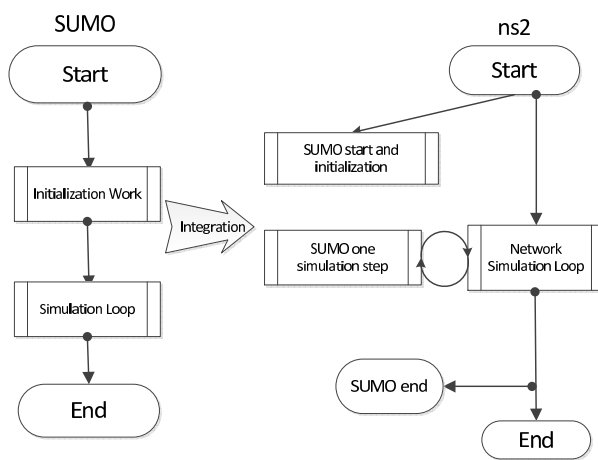 SUMO
Start
Initialization Work
Simulation Loop
End
Integration
ns2
Start
SUMO start and
initialization
SUMO one
simulation step
Network
Simulation Loop
SUMO end
End